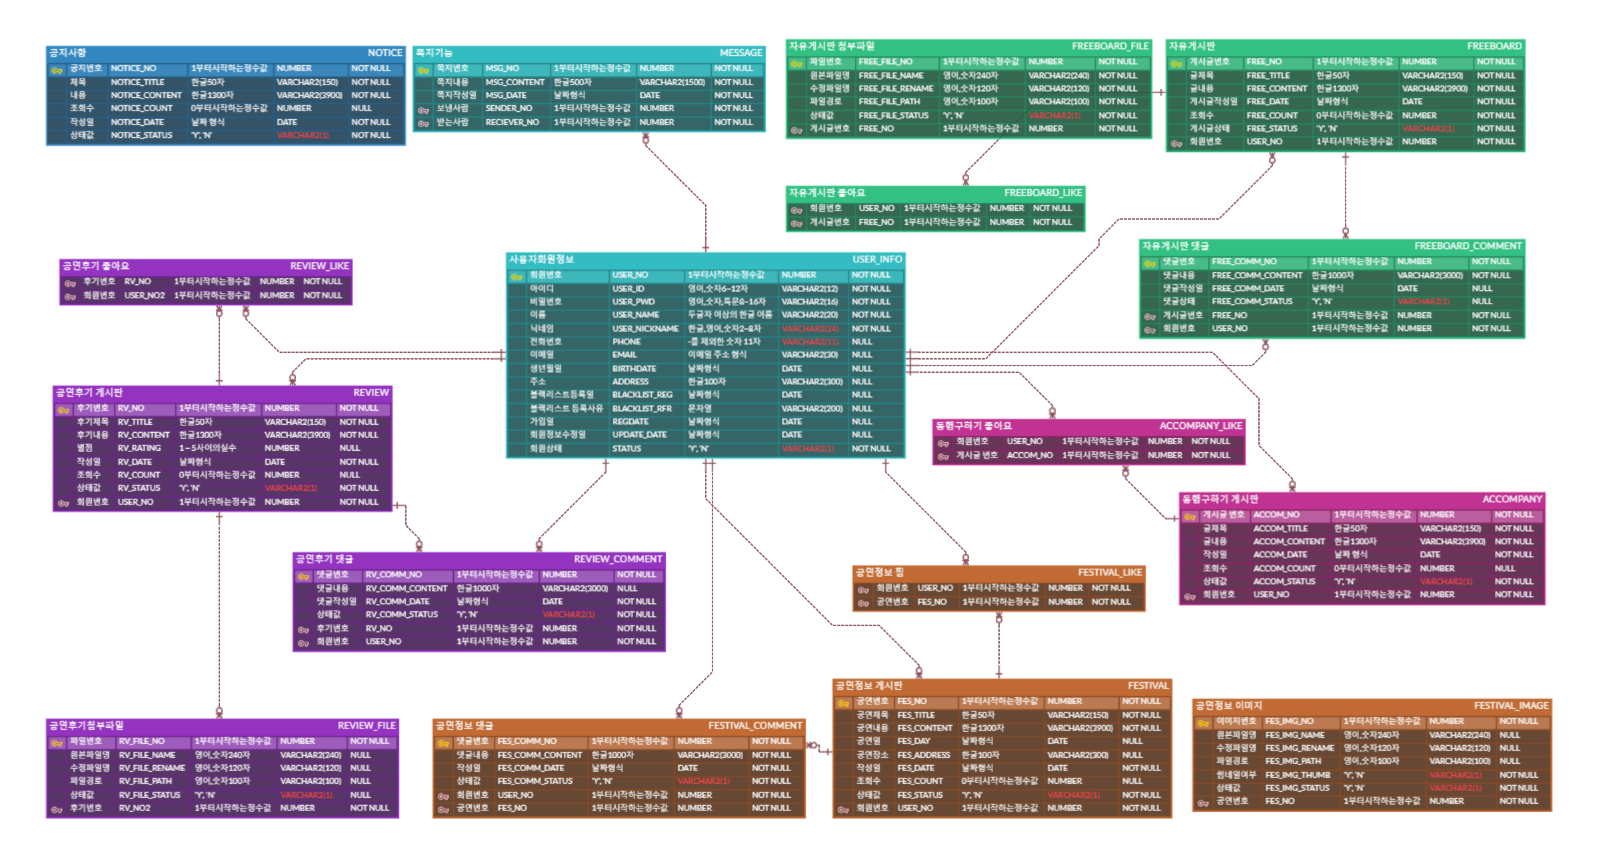 공지사항 NOTICE
공지번호 NOTICE_NO 1부터시작하는정수값 NUMBER NOT NULL
제목 NOTICE_TITLE 한글50자 VARCHAR2(150) NOT NULL
내용 NOTICE_CONTENT 한글1300자 VARCHAR2(3900) NOT NULL
조회수 NOTICE_COUNT 0부터시작하는정수값 NUMBER NULL
작성일 NOTICE_DATE 날짜 형식 DATE NOT NULL
상태값 NOTICE_STATUS 'Y', 'N' VARCHAR2(1) NOT NULL
쪽지기능 MESSAGE
쪽지번호 MSG_NO 1부터시작하는정수값 NUMBER NOT NULL
쪽지내용 MSG_CONTENT 한글500자 VARCHAR2(1500) NOT NULL
쪽지작성일 MSG_DATE 날짜형식 DATE NOT NULL
보낸사람 SENDER_NO 1부터시작하는정수값 NUMBER NOT NULL
받는사람 RECIEVER_NO 1부터시작하는정수값 NUMBER NOT NULL
자유게시판 첨부파일 FREEBOARD_FILE
파일번호 FREE_FILE_NO 1부터시작하는정수값 NUMBER NOT NULL
원본파일명 FREE_FILE_NAME 영어,숫자240자 VARCHAR2(240) NOT NULL
수정파일명 FREE_FILE_RENAME 영어,숫자120자 VARCHAR2(120) NOT NULL
파일경로 FREE_FILE_PATH 영어,숫자100자 VARCHAR2(100) NOT NULL
상태값 FREE_FILE_STATUS 'Y', 'N' VARCHAR2(1) NOT NULL
게시글번호 FREE_NO 1부터시작하는정수값 NUMBER NOT NULL
자유게시판 FREEBOARD
게시글번호 FREE_NO 1부터시작하는정수값 NUMBER NOT NULL
글제목 FREE_TITLE 한글50자 VARCHAR2(150) NOT NULL
글내용 FREE_CONTENT 한글1300자 VARCHAR2(3900) NOT NULL
게시글작성일 FREE_DATE 날짜형식 DATE NOT NULL
조회수 FREE_COUNT 0부터시작하는정수값 NUMBER NOT NULL
게시글상태 FREE_STATUS 'Y', 'N' VARCHAR2(1) NOT NULL
회원번호 USER_NO 1부터시작하는정수값 NUMBER NOT NULL
자유게시판 좋아요 FREEBOARD_LIKE
회원번호 USER_NO 1부터시작하는정수값 NUMBER NOT NULL
게시글번호 FREE_NO 1부터시작하는정수값 NUMBER NOT NULL
자유게시판 댓글 FREEBOARD_COMMENT
댓글번호 FREE_COMM_NO 1부터시작하는정수값 NUMBER NOT NULL
댓글내용 FREE_COMM_CONTENT 한글1000자 VARCHAR2(3000) NOT NULL
댓글작성일 FREE_COMM_DATE 날짜형식 DATE NULL
댓글상태 FREE_COMM_STATUS 'Y', 'N' VARCHAR2(1) NULL
게시글번호 FREE_NO 1부터시작하는정수값 NUMBER NOT NULL
회원번호 USER_NO 1부터시작하는정수값 NUMBER NOT NULL
사용자회원정보 USER_INFO
회원번호 USER_NO 1부터시작하는정수값 NUMBER NOT NULL
아이디 USER_ID 영어,숫자6~12자 VARCHAR2(12) NOT NULL
비밀번호 USER_PWD 영어,숫자,특문8~16자 VARCHAR2(16) NOT NULL
이름 USER_NAME 두글자 이상의 한글 이름 VARCHAR2(20) NOT NULL
닉네임 USER_NICKNAME 한글,영어,숫자2~8자 VARCHAR2(24) NOT NULL
전화번호 PHONE -를 제외한 숫자 11자 VARCHAR2(11) NULL
이메일 EMAIL 이메일 주소 형식 VARCHAR2(30) NULL
생년월일 BIRTHDATE 날짜형식 DATE NULL
주소 ADDRESS 한글100자 VARCHAR2(300) NULL
블랙리스트등록일 BLACKLIST_REG 날짜형식 DATE NULL
블랙리스트 등록사유 BLACKLIST_RFR 문자열 VARCHAR2(200) NULL
가입일 REGDATE 날짜형식 DATE NULL
회원정보수정일 UPDATE_DATE 날짜형식 DATE NULL
회원상태 STATUS 'Y', 'N' VARCHAR2(1) NOT NULL
공연후기 좋아요 REVIEW_LIKE
후기번호 RV_NO 1부터시작하는정수값 NUMBER NOT NULL
회원번호 USER_NO2 1부터시작하는정수값 NUMBER NOT NULL
공연후기 게시판 REVIEW
후기번호 RV_NO 1부터시작하는정수값 NUMBER NOT NULL
후기제목 RV_TITLE 한글50자 VARCHAR2(150) NOT NULL
후기내용 RV_CONTENT 한글1300자 VARCHAR2(3900) NOT NULL
별점 RV_RATING 1~5사이의실수 NUMBER NULL
작성일 RV_DATE 날짜형식 DATE NOT NULL
조회수 RV_COUNT 0부터시작하는정수값 NUMBER NULL
상태값 RV_STATUS 'Y', 'N' VARCHAR2(1) NOT NULL
회원번호 USER_NO 1부터시작하는정수값 NUMBER NOT NULL
동행구하기 좋아요 ACCOMPANY_LIKE
회원번호 USER_NO 1부터시작하는정수값 NUMBER NOT NULL
게시글 번호 ACCOM_NO 1부터시작하는정수값 NUMBER NOT NULL
동행구하기 게시판 ACCOMPANY
게시글 번호 ACCOM_NO 1부터시작하는정수값 NUMBER NOT NULL
글제목 ACCOM_TITLE 한글50자 VARCHAR2(150) NOT NULL
글내용 ACCOM_CONTENT 한글1300자 VARCHAR2(3900) NOT NULL
작성일 ACCOM_DATE 날짜 형식 DATE NOT NULL
조회수 ACCOM_COUNT 0부터시작하는정수값 NUMBER NULL
상태값 ACCOM_STATUS 'Y', 'N' VARCHAR2(1) NOT NULL
회원번호 USER_NO 1부터시작하는정수값 NUMBER NOT NULL
공연후기 댓글 REVIEW_COMMENT
댓글번호 RV_COMM_NO 1부터시작하는정수값 NUMBER NOT NULL
댓글내용 RV_COMM_CONTENT 한글1000자 VARCHAR2(3000) NULL
댓글작성일 RV_COMM_DATE 날짜형식 DATE NOT NULL
상태값 RV_COMM_STATUS 'Y', 'N' VARCHAR2(1) NOT NULL
후기번호 RV_NO 1부터시작하는정수값 NUMBER NOT NULL
회원번호 USER_NO 1부터시작하는정수값 NUMBER NOT NULL
공연정보 찜 FESTIVAL_LIKE
회원번호 USER_NO 1부터시작하는정수값 NUMBER NOT NULL
공연번호 FES_NO 1부터시작하는정수값 NUMBER NOT NULL
공연후기첨부파일 REVIEW_FILE
파일번호 RV_FILE_NO 1부터시작하는정수값 NUMBER NOT NULL
원본파일명 RV_FILE_NAME 영어,숫자240자 VARCHAR2(240) NOT NULL
수정파일명 RV_FILE_RENAME 영어,숫자120자 VARCHAR2(120) NOT NULL
파일경로 RV_FILE_PATH 영어,숫자100자 VARCHAR2(100) NOT NULL
상태값 RV_FILE_STATUS 'Y', 'N' VARCHAR2(1) NULL
후기번호 RV_NO2 1부터시작하는정수값 NUMBER NOT NULL
공연정보 댓글 FESTIVAL_COMMENT
댓글번호 FES_COMM_NO 1부터시작하는정수값 NUMBER NOT NULL
댓글내용 FES_COMM_CONTENT 한글1000자 VARCHAR2(3000) NOT NULL
작성일 FES_COMM_DATE 날짜형식 DATE NOT NULL
상태값 FES_COMM_STATUS 'Y', 'N' VARCHAR2(1) NOT NULL
회원번호 USER_NO 1부터시작하는정수값 NUMBER NOT NULL
공연번호 FES_NO 1부터시작하는정수값 NUMBER NOT NULL
공연정보 게시판 FESTIVAL
공연번호 FES_NO 1부터시작하는정수값 NUMBER NOT NULL
공연제목 FES_TITLE 한글50자 VARCHAR2(150) NOT NULL
공연내용 FES_CONTENT 한글1300자 VARCHAR2(3900) NOT NULL
공연일 FES_DAY 날짜형식 DATE NULL
공연장소 FES_ADDRESS 한글100자 VARCHAR2(300) NULL
작성일 FES_DATE 날짜형식 DATE NOT NULL
조회수 FES_COUNT 0부터시작하는정수값 NUMBER NULL
상태값 FES_STATUS 'Y', 'N' VARCHAR2(1) NOT NULL
회원번호 USER_NO 1부터시작하는정수값 NUMBER NOT NULL
공연정보 이미지 FESTIVAL_IMAGE
이미지번호 FES_IMG_NO 1부터시작하는정수값 NUMBER NOT NULL
원본파일명 FES_IMG_NAME 영어,숫자240자 VARCHAR2(240) NULL
수정파일명 FES_IMG_RENAME 영어,숫자120자 VARCHAR2(120) NULL
파일경로 FES_IMG_PATH 영어,숫자100자 VARCHAR2(100) NULL
썸네일여부 FES_IMG_THUMB 'Y', 'N' VARCHAR2(1) NOT NULL
상태값 FES_IMG_STATUS 'Y', 'N' VARCHAR2(1) NOT NULL
공연번호 FES_NO 1부터시작하는정수값 NUMBER NOT NULL